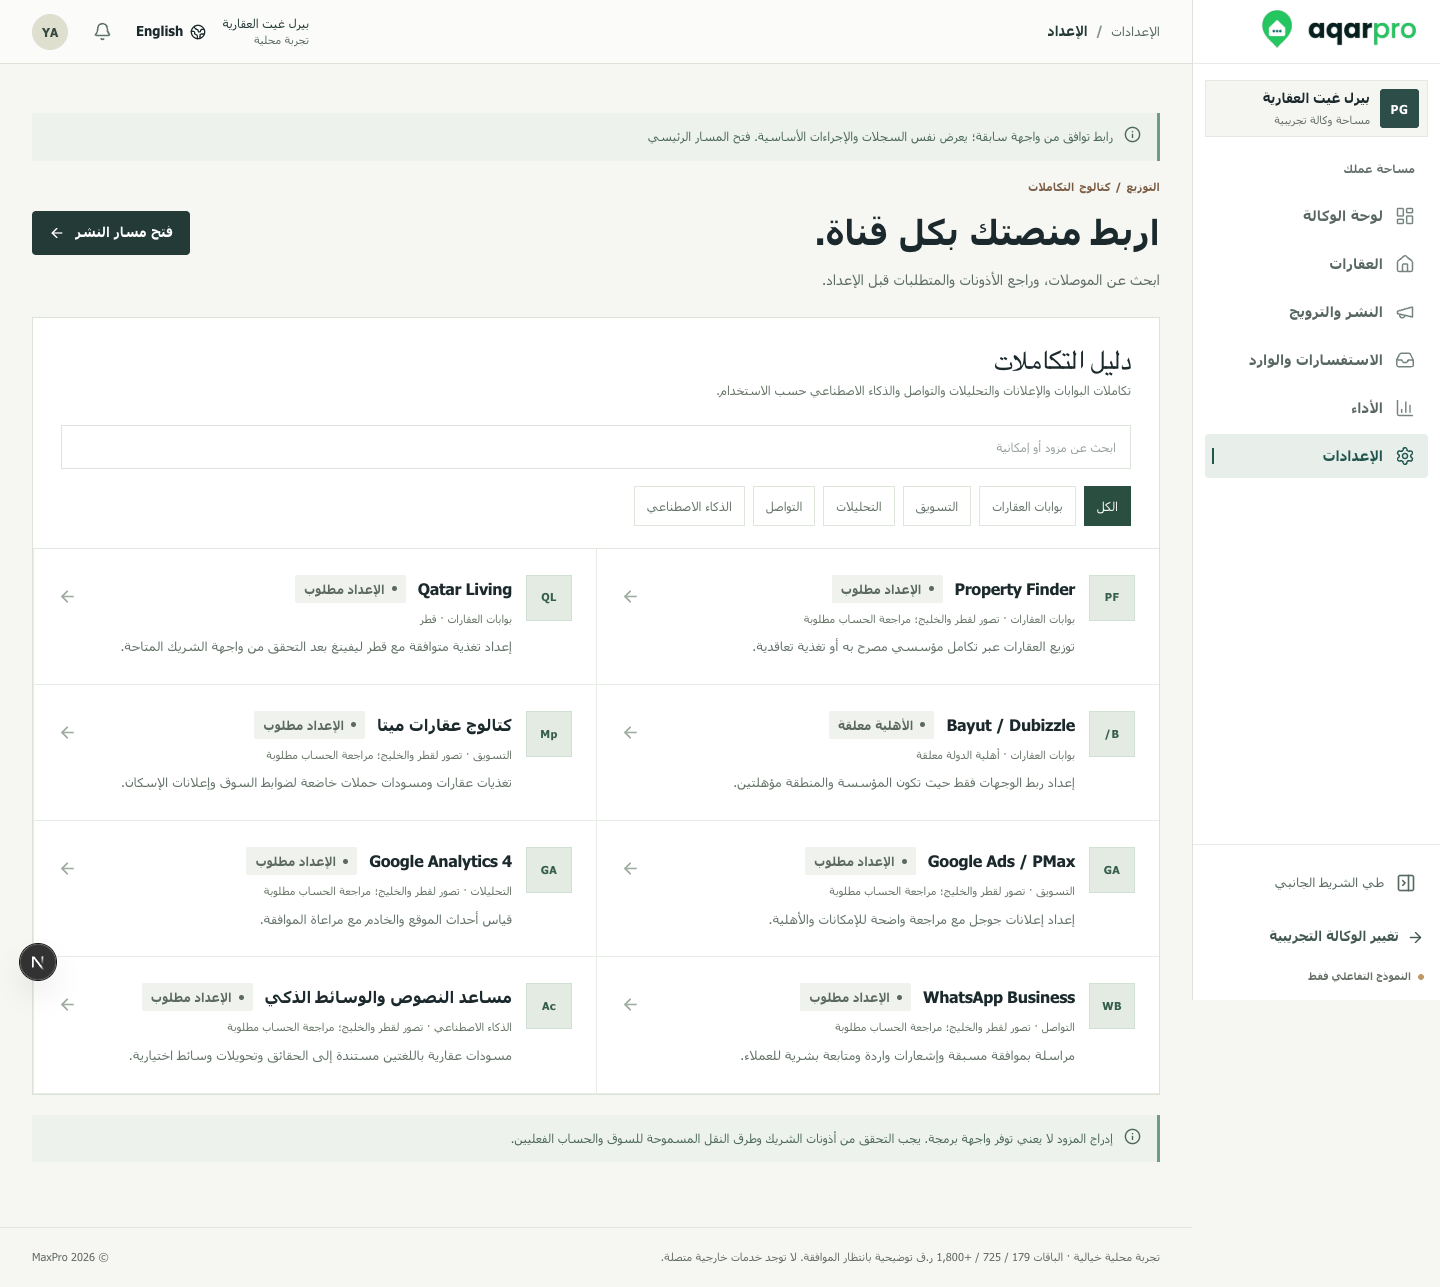 aqarpro
الإعدادات / الإعداد
بيرل غيت العقارية
تجربة محلية
English
YA
PG
بيرل غيت العقارية
مساحة وكالة تجريبية
مساحة عملك
لوحة الوكالة
العقارات
النشر والترويج
الاستفسارات والوارد
الأداء
الإعدادات
طي الشريط الجانبي
تغيير الوكالة التجريبية
النموذج التفاعلي فقط
رابط توافق من واجهة سابقة؛ يعرض نفس السجلات والإجراءات الأساسية. فتح المسار الرئيسي
التوزيع / كتالوج التكاملات
اربط منصتك بكل قناة.
فتح مسار النشر
ابحث عن الموصلات، وراجع الأذونات والمتطلبات قبل الإعداد.
دليل التكاملات
تكاملات البوابات والإعلانات والتحليلات والتواصل والذكاء الاصطناعي حسب الاستخدام.
ابحث عن مزود أو إمكانية
الكل
بوابات العقارات
التسويق
التحليلات
التواصل
الذكاء الاصطناعي
PF
Property Finder
الإعداد مطلوب
بوابات العقارات · تصور لقطر والخليج؛ مراجعة الحساب مطلوبة
توزيع العقارات عبر تكامل مؤسسي مصرح به أو تغذية تعاقدية.
QL
Qatar Living
الإعداد مطلوب
بوابات العقارات · قطر
إعداد تغذية متوافقة مع قطر ليفينغ بعد التحقق من واجهة الشريك المتاحة.
B/
Bayut / Dubizzle
الأهلية معلقة
بوابات العقارات · أهلية الدولة معلقة
إعداد ربط الوجهات فقط حيث تكون المؤسسة والمنطقة مؤهلتين.
Mp
كتالوج عقارات ميتا
الإعداد مطلوب
التسويق · تصور لقطر والخليج؛ مراجعة الحساب مطلوبة
تغذيات عقارات ومسودات حملات خاضعة لضوابط السوق وإعلانات الإسكان.
GA
Google Ads / PMax
الإعداد مطلوب
التسويق · تصور لقطر والخليج؛ مراجعة الحساب مطلوبة
إعداد إعلانات جوجل مع مراجعة واضحة للإمكانات والأهلية.
GA
Google Analytics 4
الإعداد مطلوب
التحليلات · تصور لقطر والخليج؛ مراجعة الحساب مطلوبة
قياس أحداث الموقع والخادم مع مراعاة الموافقة.
WB
WhatsApp Business
الإعداد مطلوب
التواصل · تصور لقطر والخليج؛ مراجعة الحساب مطلوبة
مراسلة بموافقة مسبقة وإشعارات واردة ومتابعة بشرية للعملاء.
Ac
مساعد النصوص والوسائط الذكي
الإعداد مطلوب
الذكاء الاصطناعي · تصور لقطر والخليج؛ مراجعة الحساب مطلوبة
مسودات عقارية باللغتين مستندة إلى الحقائق وتحويلات وسائط اختيارية.
N
إدراج المزود لا يعني توفر واجهة برمجة. يجب التحقق من أذونات الشريك وطرق النقل المسموحة للسوق والحساب الفعليين.
تجربة محلية خيالية · الباقات 179 / 725 / +1,800 ر.ق توضيحية بانتظار الموافقة. لا توجد خدمات خارجية متصلة.
MaxPro 2026 ©